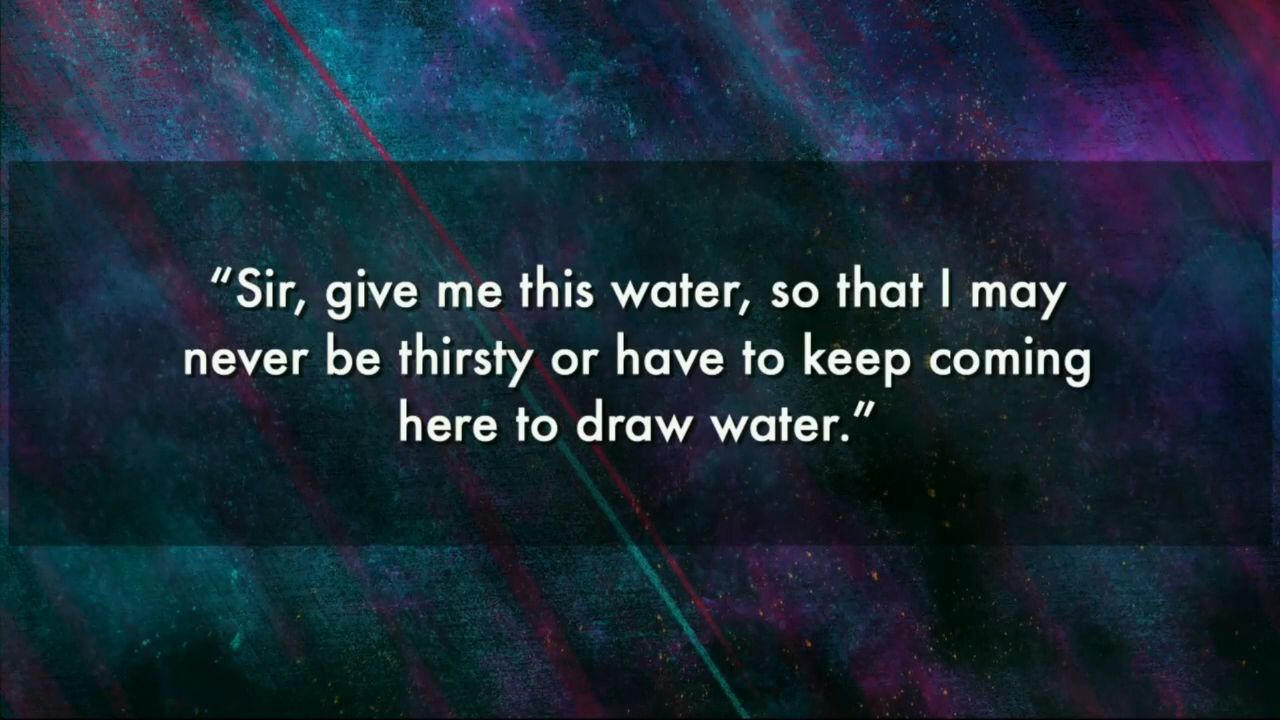 “Sir, give me this water, so that I may
never be thirsty or have to keep coming
here to draw water.”